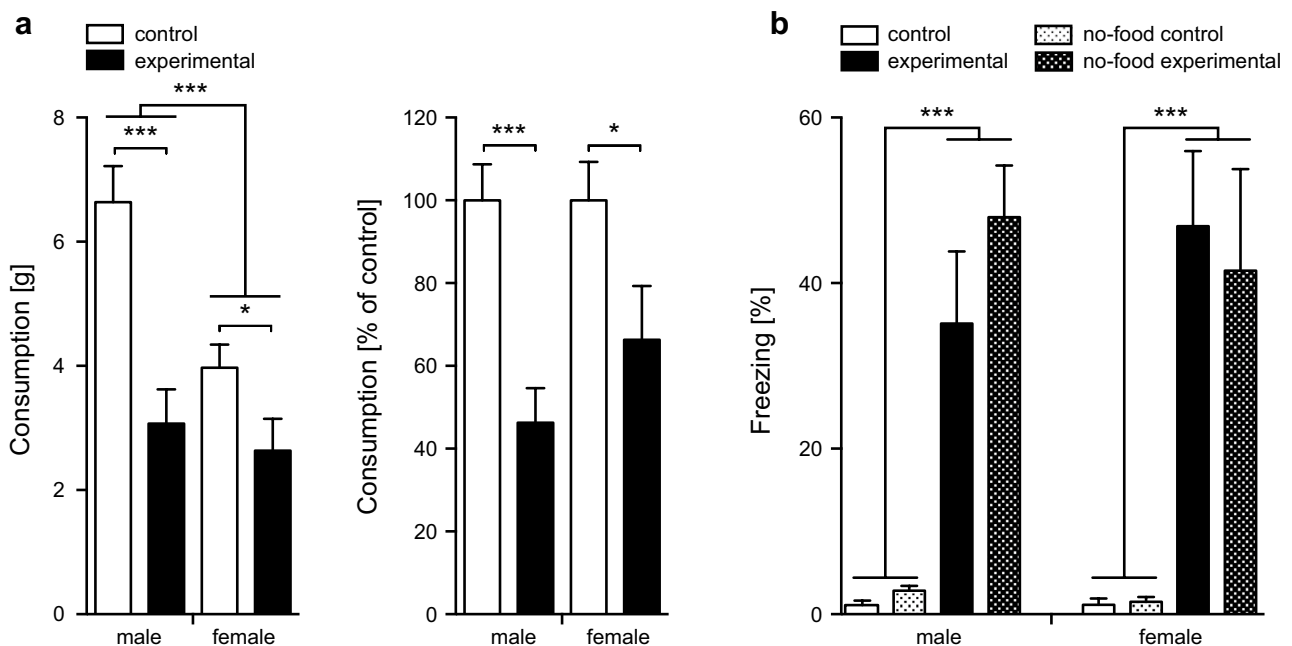 a
control
experimental
***
***
*
Consumption [g]
8
6
4
2
0
male female
***
*
Consumption [% of control]
120
100
80
60
40
20
0
male female
b
control no-food control
experimental no-food experimental
***
***
Freezing [%]
60
40
20
0
male female